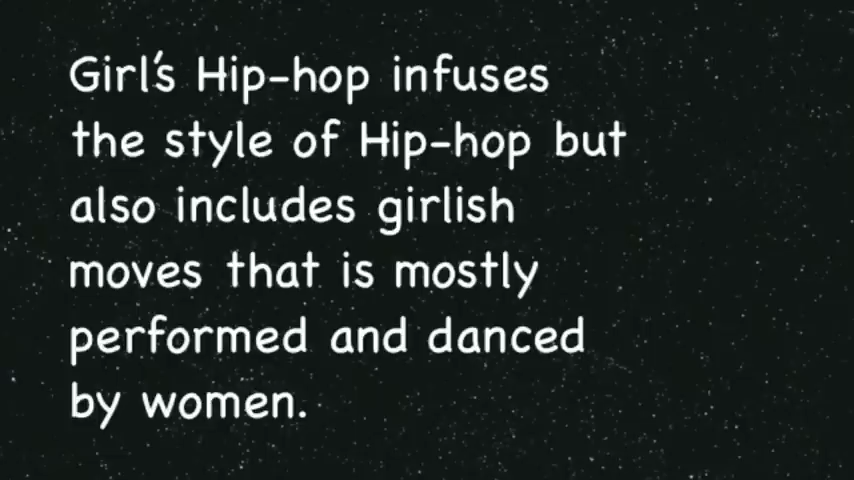 Girl's Hip-hop infuses
the style of Hip-hop but
also includes girlish
moves that is mostly
performed and danced
by women.